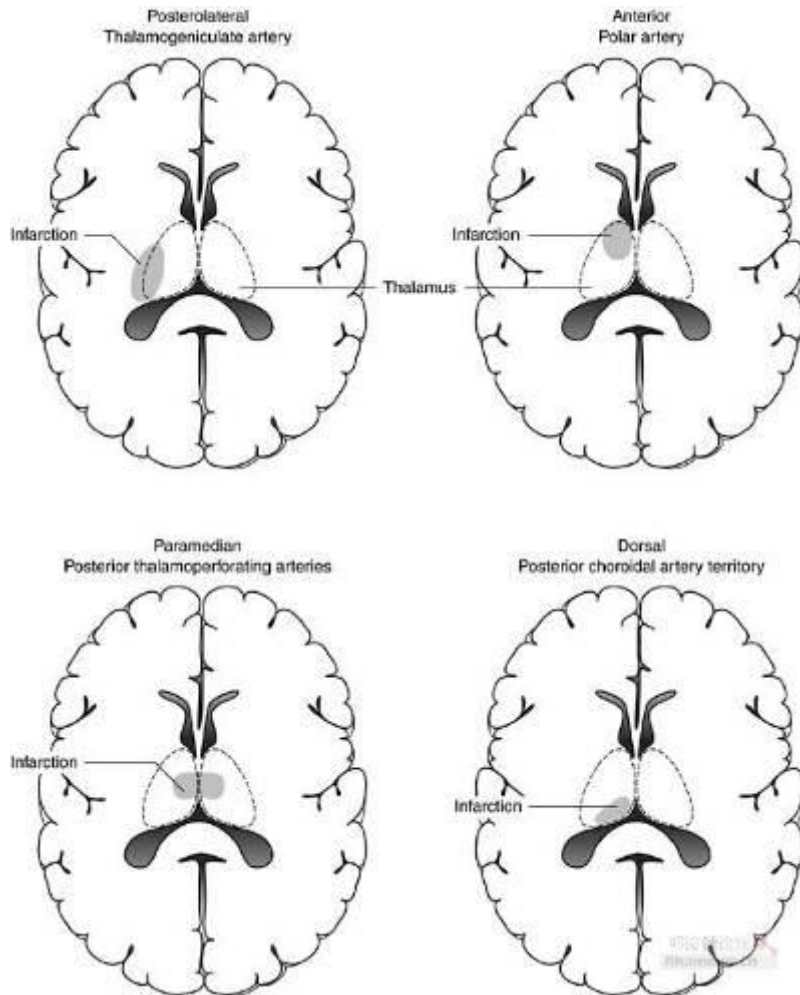 Posterolateral
Thalamogeniculate artery
Anterior
Polar artery
Infarction
Infarction
Thalamus
Paramedian
Posterior thalamoperforating arteries
Dorsal
Posterior choroidal artery territory
Infarction
Infarction